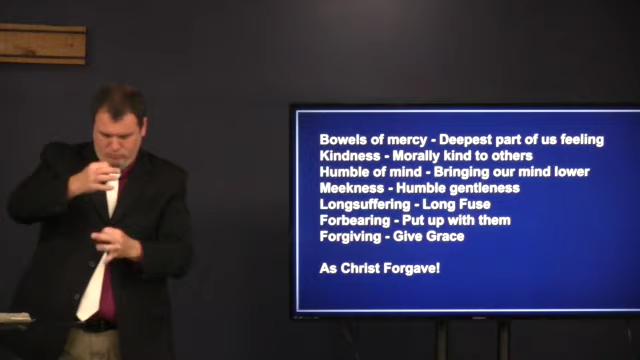 Bowels of mercy - Deepest part of us feeling
Kindness - Morally kind to others
Humble of mind - Bringing our mind lower
Meekness - Humble gentleness
Longsuffering - Long Fuse
Forbearing - Put up with them
Forgiving - Give Grace
As Christ Forgave!